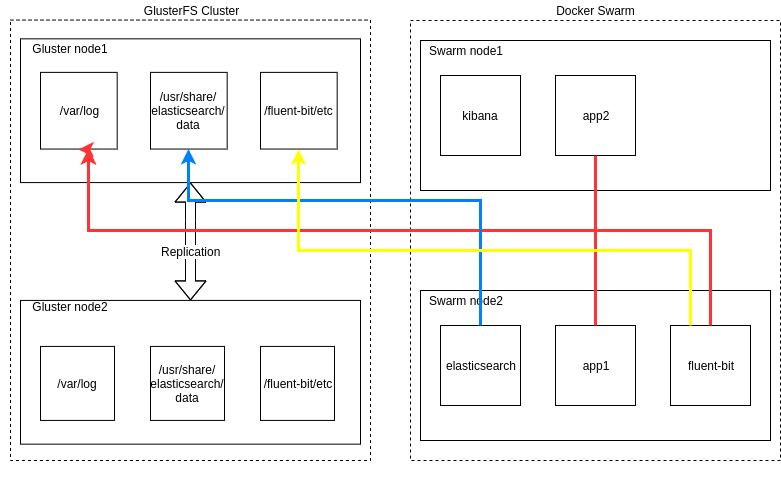 GlusterFS Cluster
Docker Swarm
Gluster node1
/var/log
/usr/share/
elasticsearch/
data
/fluent-bit/etc
Swarm node1
kibana
app2
Replication
Gluster node2
/var/log
/usr/share/
elasticsearch/
data
/fluent-bit/etc
Swarm node2
elasticsearch
app1
fluent-bit